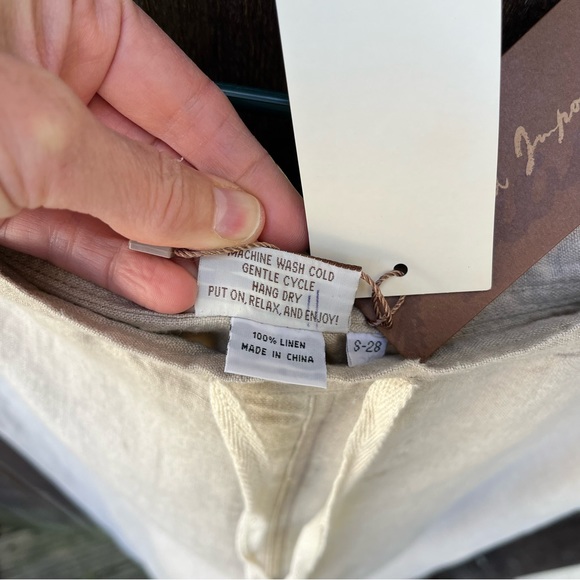 MACHINE WASH COLD
GENTLE CYCLE
HANG DRY
PUT ON, RELAX, AND ENJOY!
100% LINEN
MADE IN CHINA
S-28